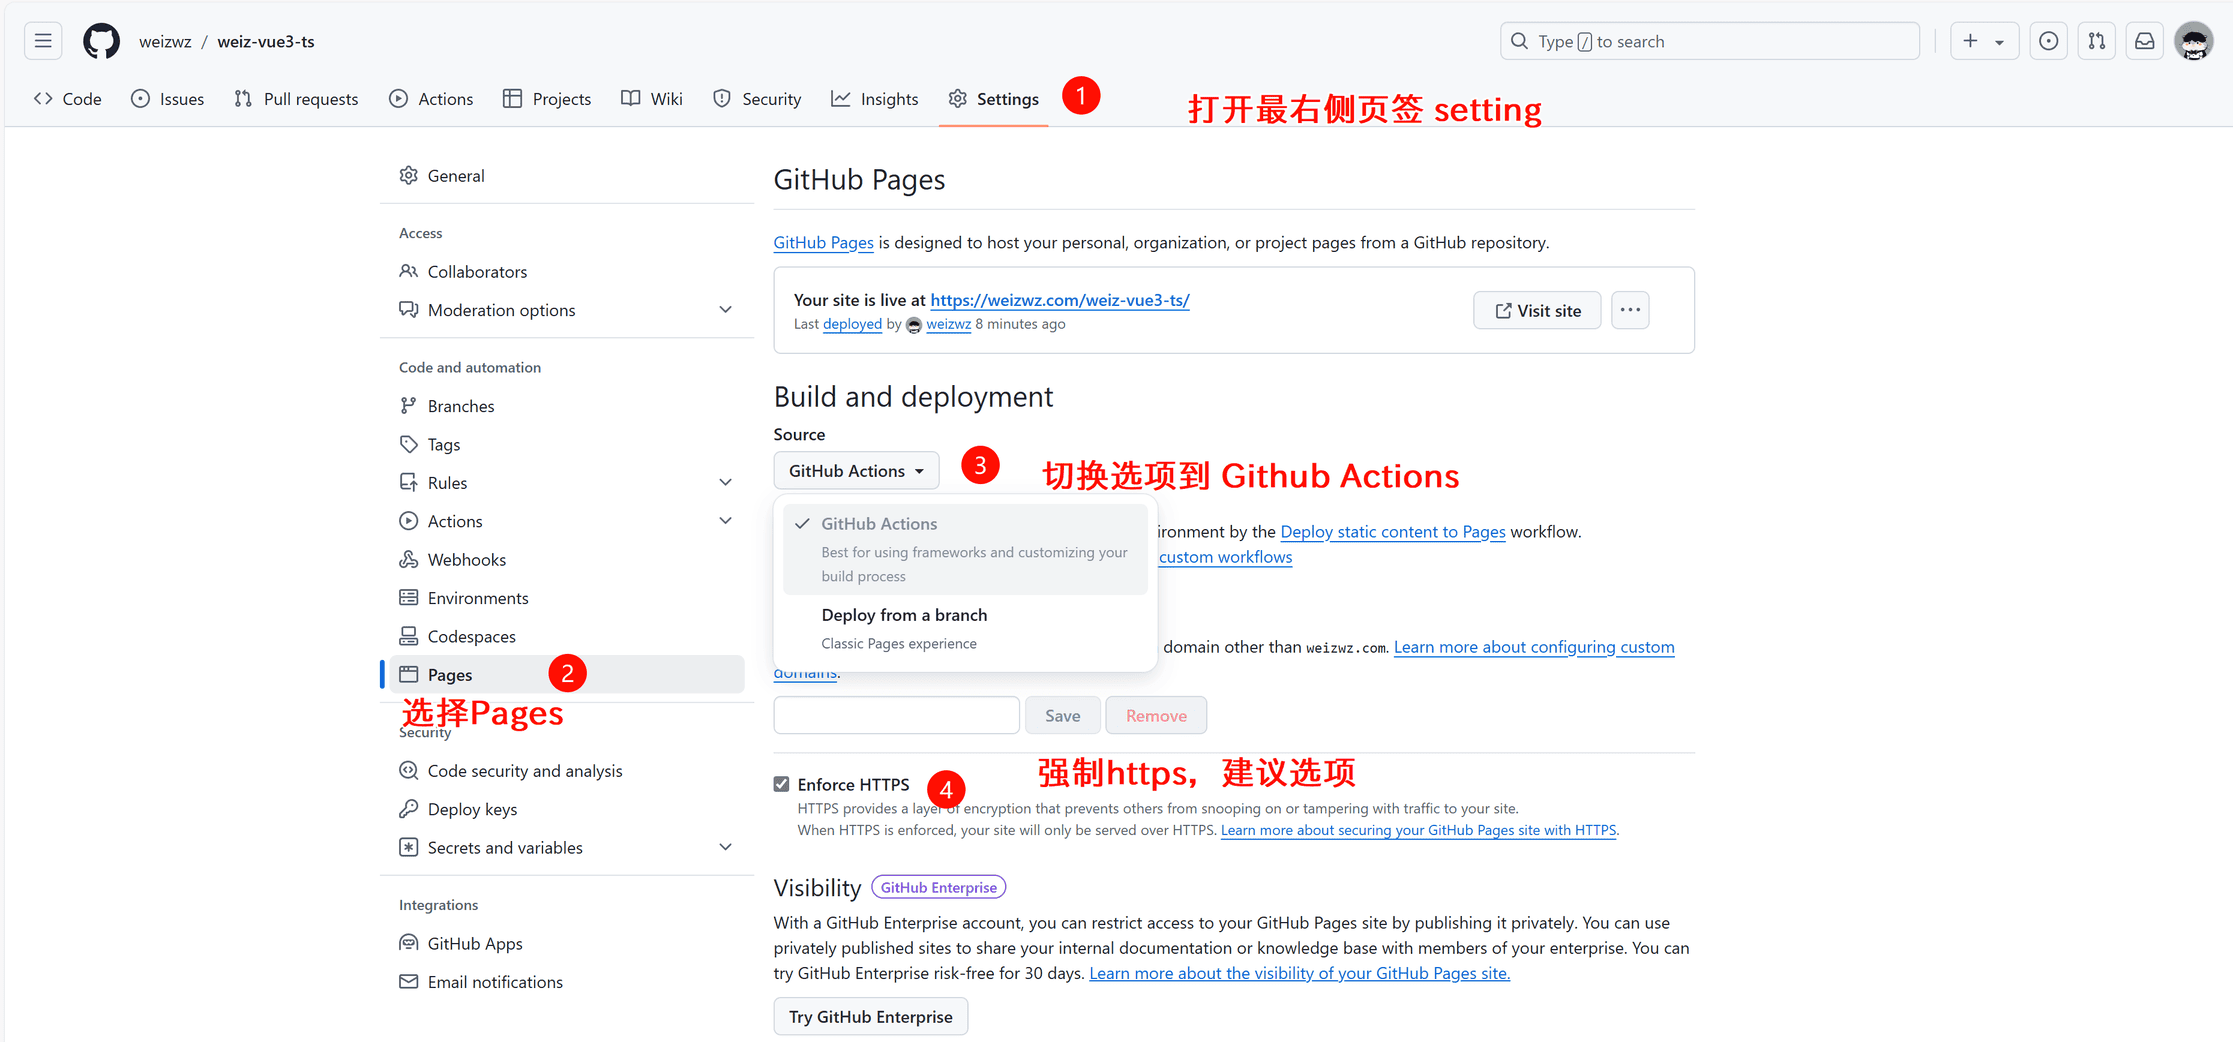 weizwz / weiz-vue3-ts
Type / to search
Code
Issues
Pull requests
Actions
Projects
Wiki
Security
Insights
Settings
1
打开最右侧页签 setting
General
Access
Collaborators
Moderation options
Code and automation
Branches
Tags
Rules
Actions
Webhooks
Environments
Codespaces
Pages
2
选择Pages
Security
Code security and analysis
Deploy keys
Secrets and variables
Integrations
GitHub Apps
Email notifications
GitHub Pages
GitHub Pages is designed to host your personal, organization, or project pages from a GitHub repository.
Your site is live at https://weizwz.com/weiz-vue3-ts/
Last deployed by weizwz 8 minutes ago
Visit site
Build and deployment
Source
GitHub Actions
3
切换选项到 Github Actions
GitHub Actions
Best for using frameworks and customizing your
build process
Deploy from a branch
Classic Pages experience
ironment by the Deploy static content to Pages workflow.
custom workflows
domain other than weizwz.com. Learn more about configuring custom
domains.
Save
Remove
Enforce HTTPS
4
强制https，建议选项
HTTPS provides a layer of encryption that prevents others from snooping on or tampering with traffic to your site.
When HTTPS is enforced, your site will only be served over HTTPS. Learn more about securing your GitHub Pages site with HTTPS.
Visibility
GitHub Enterprise
With a GitHub Enterprise account, you can restrict access to your GitHub Pages site by publishing it privately. You can use
privately published sites to share your internal documentation or knowledge base with members of your enterprise. You can
try GitHub Enterprise risk-free for 30 days. Learn more about the visibility of your GitHub Pages site.
Try GitHub Enterprise